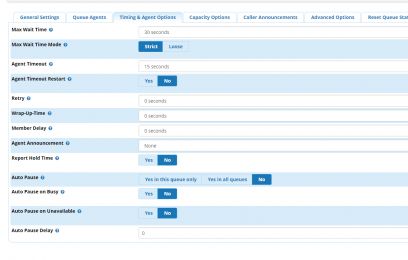 General Settings Queue Agents Timing & Agent Options Capacity Options Caller Announcements Advanced Options Reset Queue Stat
Max Wait Time 30 seconds
Max Wait Time Mode Strict Loose
Agent Timeout 15 seconds
Agent Timeout Restart Yes No
Retry 0 seconds
Wrap-Up-Time 0 seconds
Member Delay 0 seconds
Agent Announcement None
Report Hold Time Yes No
Auto Pause Yes in this queue only Yes in all queues No
Auto Pause on Busy Yes No
Auto Pause on Unavailable Yes No
Auto Pause Delay 0